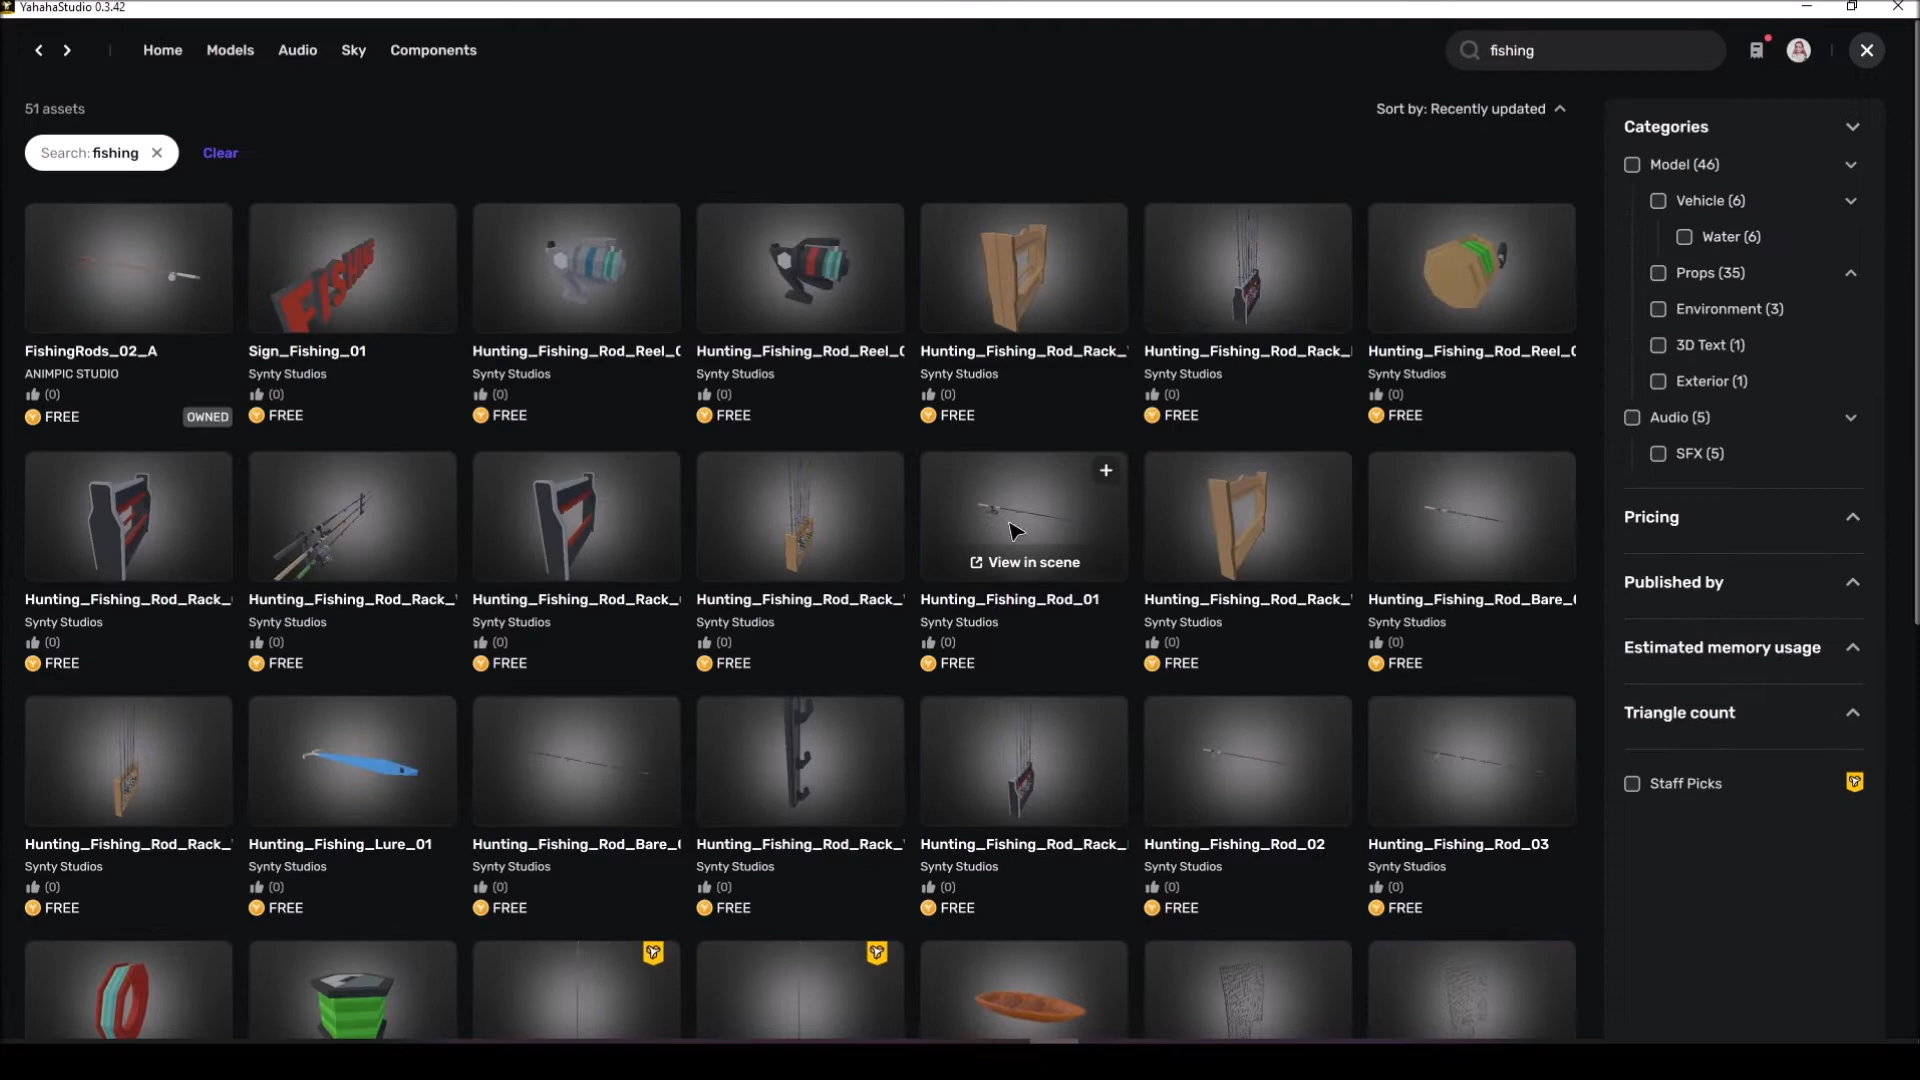 YahahaStudio 0.3.42
Home Models Audio Sky Components
fishing
51 assets
Sort by: Recently updated
Search: fishing
Clear
FishingRods_02_A
ANIMPIC STUDIO
(0)
FREE
OWNED
Sign_Fishing_01
Synty Studios
(0)
FREE
Hunting_Fishing_Rod_Reel_0
Synty Studios
(0)
FREE
Hunting_Fishing_Rod_Reel_0
Synty Studios
(0)
FREE
Hunting_Fishing_Rod_Rack_
Synty Studios
(0)
FREE
Hunting_Fishing_Rod_Rack_
Synty Studios
(0)
FREE
Hunting_Fishing_Rod_Reel_0
Synty Studios
(0)
FREE
Hunting_Fishing_Rod_Rack_
Synty Studios
(0)
FREE
Hunting_Fishing_Rod_Rack_
Synty Studios
(0)
FREE
Hunting_Fishing_Rod_Rack_
Synty Studios
(0)
FREE
Hunting_Fishing_Rod_Rack_
Synty Studios
(0)
FREE
View in scene
Hunting_Fishing_Rod_01
Synty Studios
(0)
FREE
Hunting_Fishing_Rod_Rack_
Synty Studios
(0)
FREE
Hunting_Fishing_Rod_Bare_0
Synty Studios
(0)
FREE
Hunting_Fishing_Rod_Rack_
Synty Studios
(0)
FREE
Hunting_Fishing_Lure_01
Synty Studios
(0)
FREE
Hunting_Fishing_Rod_Bare_0
Synty Studios
(0)
FREE
Hunting_Fishing_Rod_Rack_
Synty Studios
(0)
FREE
Hunting_Fishing_Rod_Rack_
Synty Studios
(0)
FREE
Hunting_Fishing_Rod_02
Synty Studios
(0)
FREE
Hunting_Fishing_Rod_03
Synty Studios
(0)
FREE
Categories
Model (46)
Vehicle (6)
Water (6)
Props (35)
Environment (3)
3D Text (1)
Exterior (1)
Audio (5)
SFX (5)
Pricing
Published by
Estimated memory usage
Triangle count
Staff Picks
FISHING